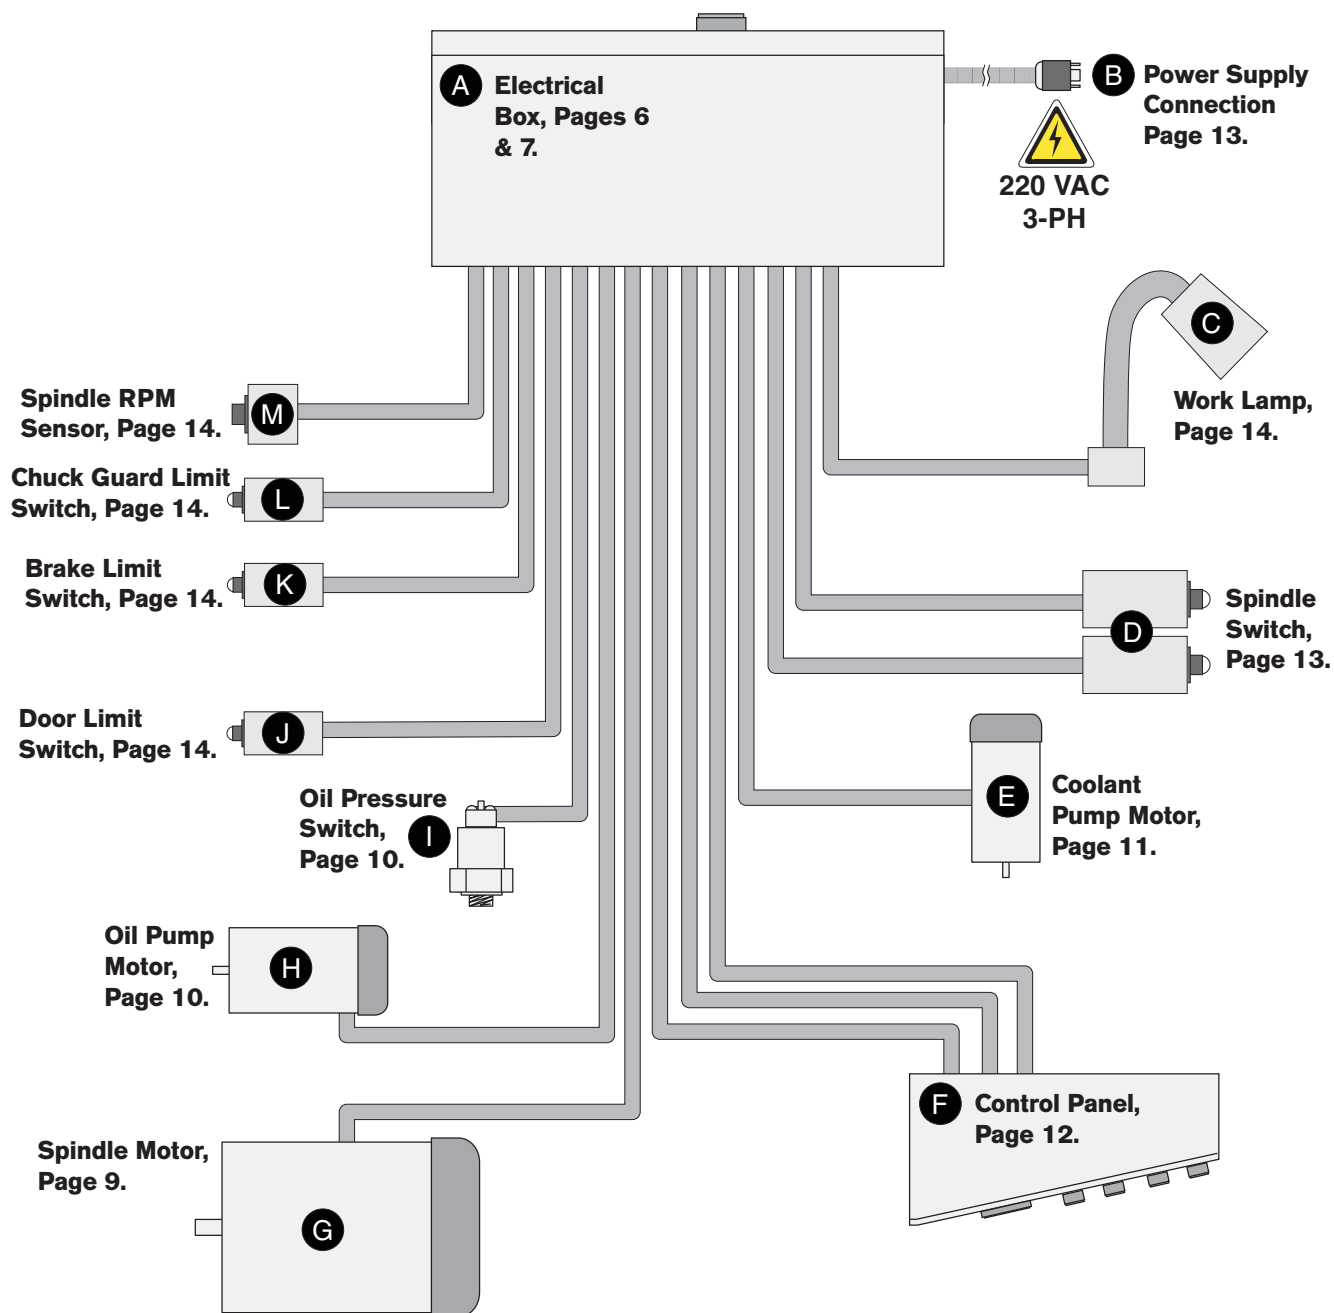 A
Electrical
Box, Pages 6
& 7.
B
Power Supply
Connection
Page 13.
220 VAC
3-PH
C
Work Lamp,
Page 14.
M
Spindle RPM
Sensor, Page 14.
L
Chuck Guard Limit
Switch, Page 14.
K
Brake Limit
Switch, Page 14.
D
Spindle
Switch,
Page 13.
J
Door Limit
Switch, Page 14.
I
Oil Pressure
Switch,
Page 10.
E
Coolant
Pump Motor,
Page 11.
H
Oil Pump
Motor,
Page 10.
F
Control Panel,
Page 12.
G
Spindle Motor,
Page 9.